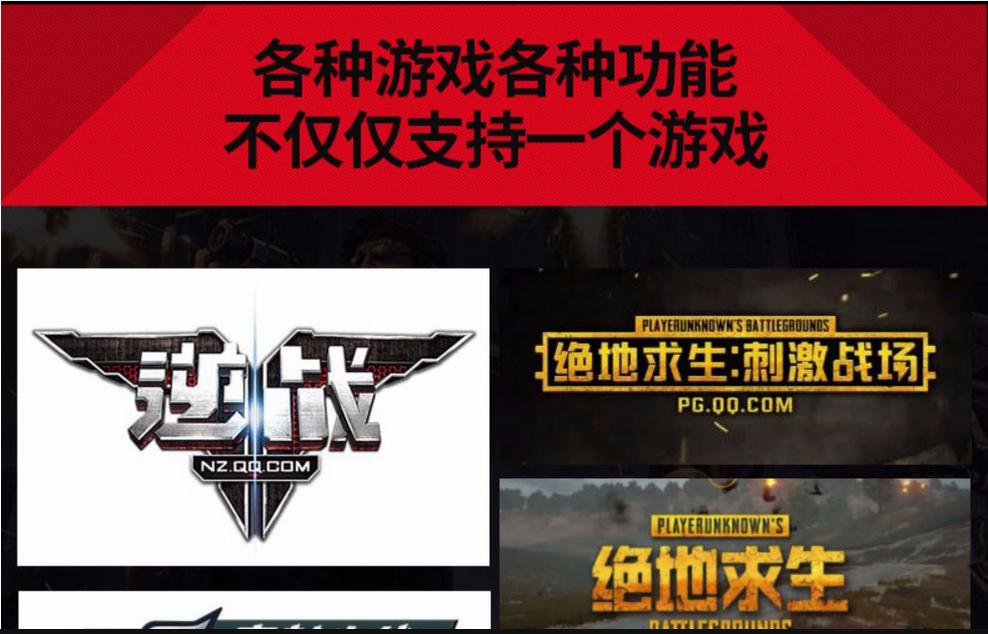 各种游戏各种功能
不仅仅支持一个游戏
逆战
NZ.QQ.COM
PLAYERUNKNOWN'S BATTLEGROUNDS
绝地求生:刺激战场
PG.QQ.COM
PLAYERUNKNOWN'S
绝地求生
BATTLEGROUNDS